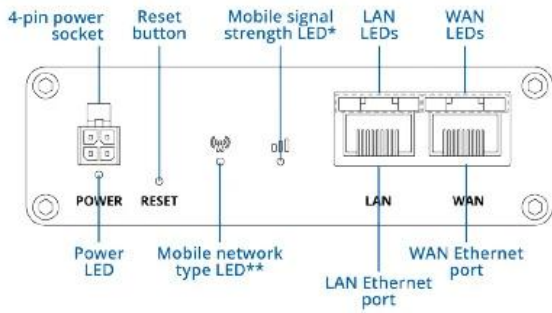 4-pin power
socket
Reset
button
Mobile signal
strength LED*
LAN
LEDs
WAN
LEDs
POWER
RESET
LAN
WAN
Power
LED
Mobile network
type LED**
LAN Ethernet
port
WAN Ethernet
port